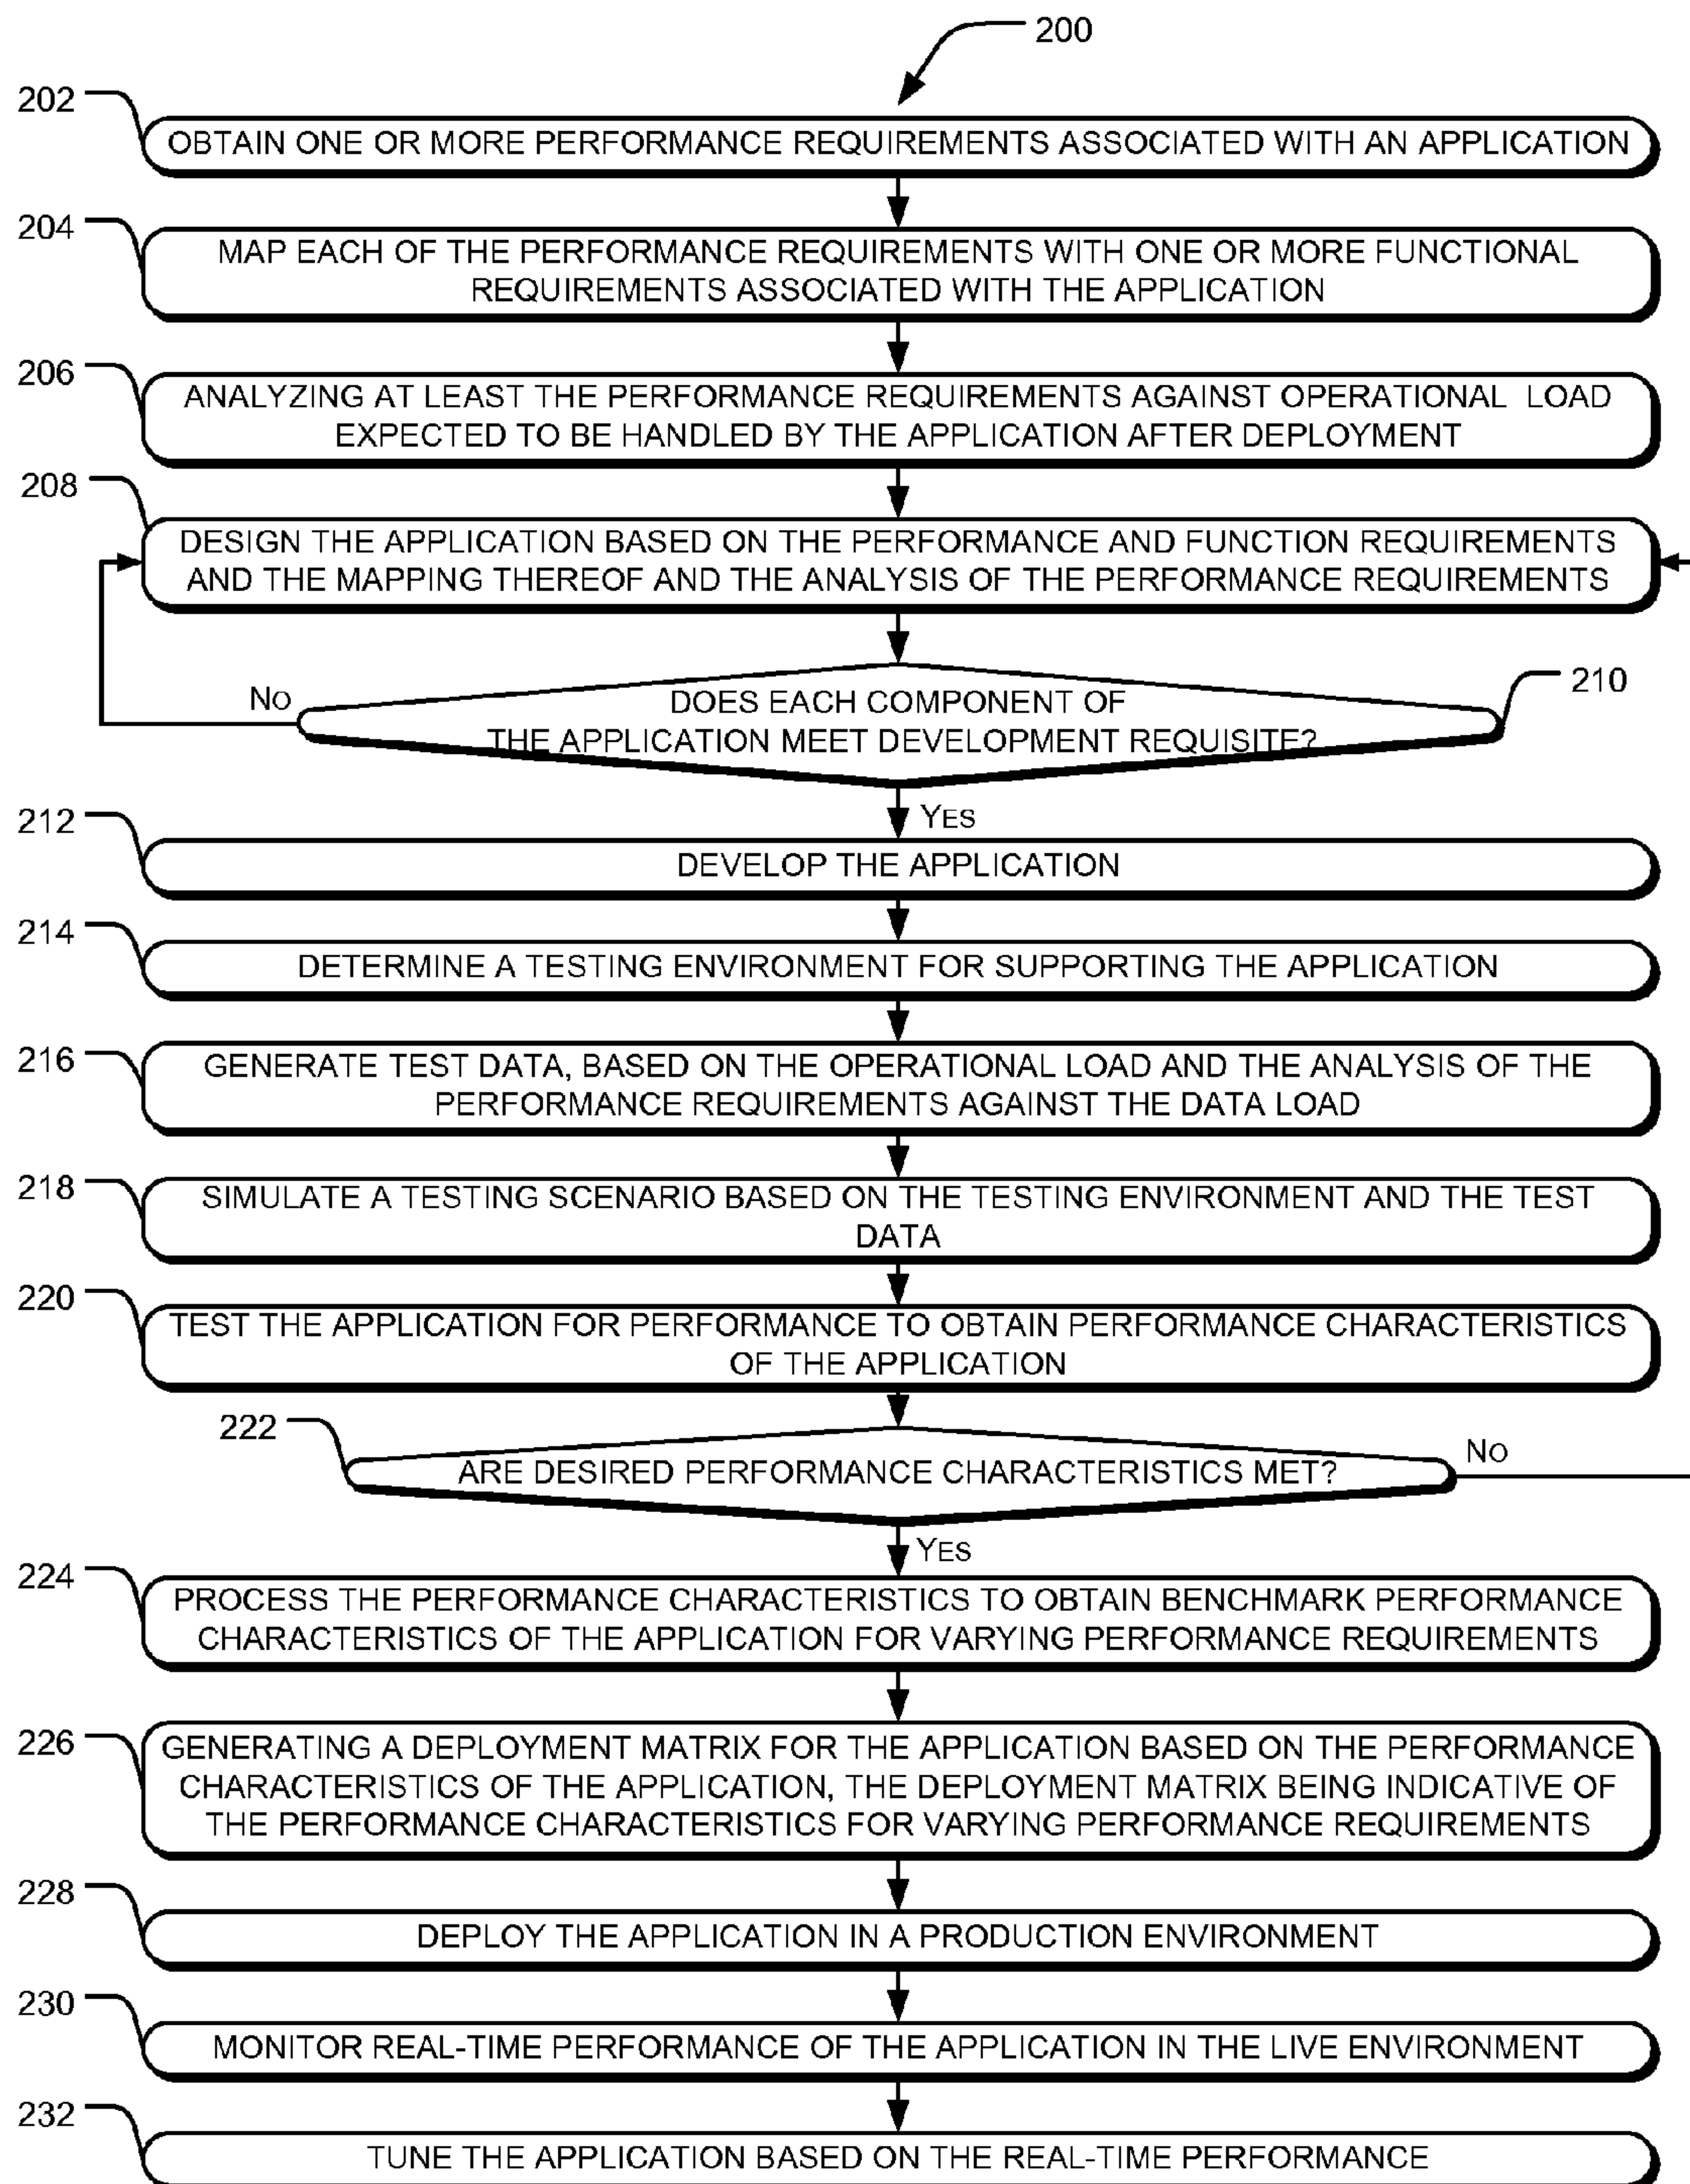 200
202
OBTAIN ONE OR MORE PERFORMANCE REQUIREMENTS ASSOCIATED WITH AN APPLICATION
204
MAP EACH OF THE PERFORMANCE REQUIREMENTS WITH ONE OR MORE FUNCTIONAL
REQUIREMENTS ASSOCIATED WITH THE APPLICATION
206
ANALYZING AT LEAST THE PERFORMANCE REQUIREMENTS AGAINST OPERATIONAL LOAD
EXPECTED TO BE HANDLED BY THE APPLICATION AFTER DEPLOYMENT
208
DESIGN THE APPLICATION BASED ON THE PERFORMANCE AND FUNCTION REQUIREMENTS
AND THE MAPPING THEREOF AND THE ANALYSIS OF THE PERFORMANCE REQUIREMENTS
NO
210
DOES EACH COMPONENT OF
THE APPLICATION MEET DEVELOPMENT REQUISITE?
YES
212
DEVELOP THE APPLICATION
214
DETERMINE A TESTING ENVIRONMENT FOR SUPPORTING THE APPLICATION
216
GENERATE TEST DATA, BASED ON THE OPERATIONAL LOAD AND THE ANALYSIS OF THE
PERFORMANCE REQUIREMENTS AGAINST THE DATA LOAD
218
SIMULATE A TESTING SCENARIO BASED ON THE TESTING ENVIRONMENT AND THE TEST
DATA
220
TEST THE APPLICATION FOR PERFORMANCE TO OBTAIN PERFORMANCE CHARACTERISTICS
OF THE APPLICATION
222
ARE DESIRED PERFORMANCE CHARACTERISTICS MET?
NO
YES
224
PROCESS THE PERFORMANCE CHARACTERISTICS TO OBTAIN BENCHMARK PERFORMANCE
CHARACTERISTICS OF THE APPLICATION FOR VARYING PERFORMANCE REQUIREMENTS
226
GENERATING A DEPLOYMENT MATRIX FOR THE APPLICATION BASED ON THE PERFORMANCE
CHARACTERISTICS OF THE APPLICATION, THE DEPLOYMENT MATRIX BEING INDICATIVE OF
THE PERFORMANCE CHARACTERISTICS FOR VARYING PERFORMANCE REQUIREMENTS
228
DEPLOY THE APPLICATION IN A PRODUCTION ENVIRONMENT
230
MONITOR REAL-TIME PERFORMANCE OF THE APPLICATION IN THE LIVE ENVIRONMENT
232
TUNE THE APPLICATION BASED ON THE REAL-TIME PERFORMANCE